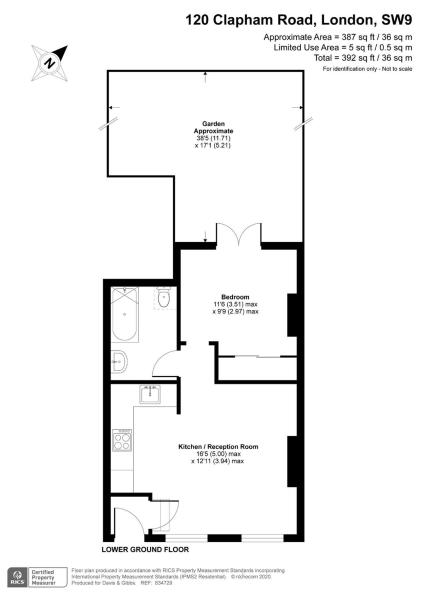 120 Clapham Road, London, SW9
Approximate Area = 387 sq ft / 36 sq m
Limited Use Area = 5 sq ft / 0.5 sq m
Total = 392 sq ft / 36 sq m
For identification only - Not to scale
N
Garden
Approximate
38'5 (11.71)
x 17'1 (5.21)
Bedroom
11'6 (3.51) max
x 9'9 (2.97) max
Kitchen / Reception Room
16'5 (5.00) max
x 12'11 (3.94) max
LOWER GROUND FLOOR
RICS
Certified
Property
Measurer
Floor plan produced in accordance with RICS Property Measurement Standards incorporating
International Property Measurement Standards (IPMS2 Residential). © nichecom 2020.
Produced for Davis & Gibbs. REF: 634729